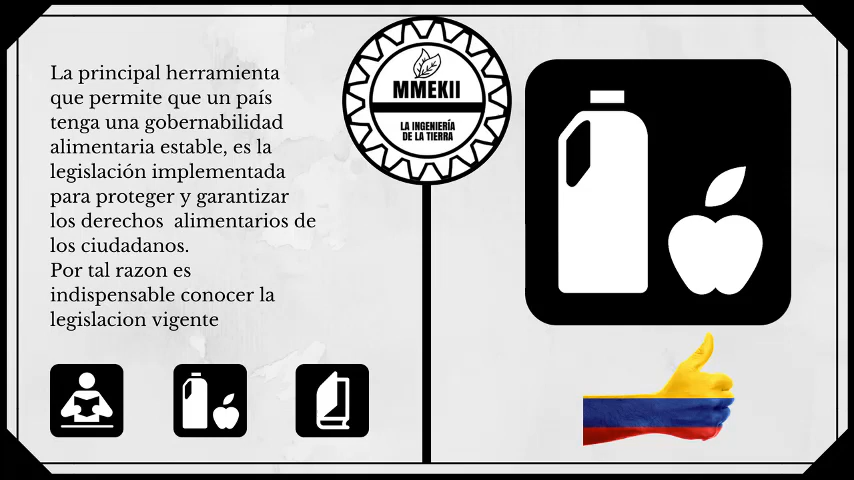 La principal herramienta
que permite que un país
tenga una gobernabilidad
alimentaria estable, es la
legislación implementada
para proteger y garantizar
los derechos  alimentarios de
los ciudadanos.
Por tal razon es
indispensable conocer la
legislacion vigente
MMEKII
LA INGENIERÍA
DE LA TIERRA